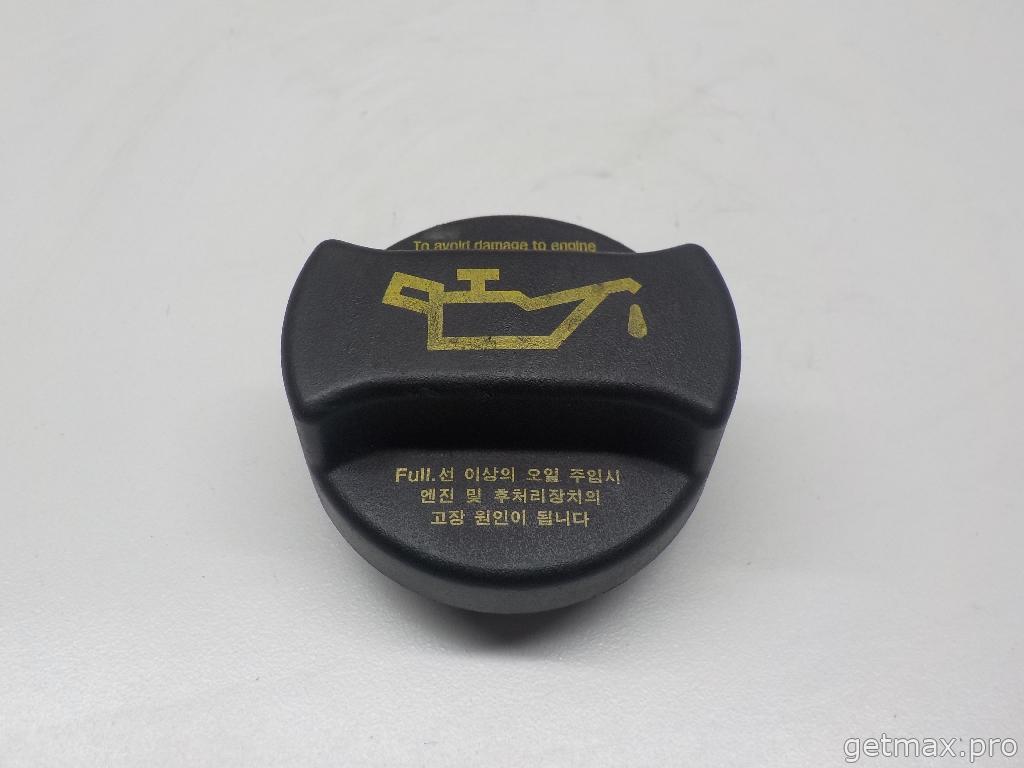 To avoid damage to engine
Full.선 이상의 오일 주입시
엔진 및 후처리장치의
고장 원인이 됩니다
getmax.pro